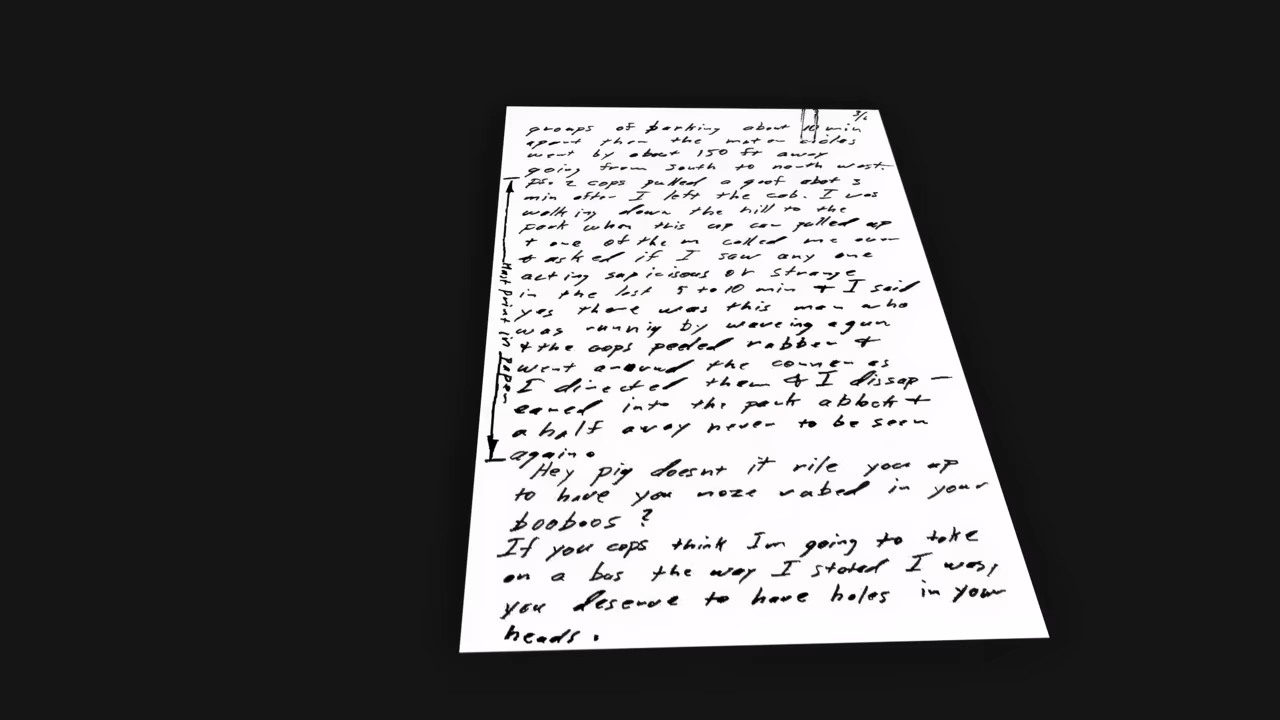 3/6
groups of barking about 10 min
apart then the motor cicles
went by about 150 ft away
going from south to north west.
ps. 2 cops pulled a goof abot 3
min after I left the cab. I was
walking down the hill to the
park when this cop car pulled up
+ one of them called me over
+ asked if I saw any one
acting sapicisous or strange
in the last 5 to 10 min + I said
yes there was this man who
was runnig by waveing a gun
+ the cops peeled rubber +
went around the corner as
I directed them + I dissap –
eared into the park a block +
a half away never to be seen
again.
Must print in paper
Hey pig doesnt it rile you up
to have you noze rubed in your
booboos ?
If you cops think Im going to take
on a bus the way I stated I was,
you deserve to have holes in your
heads .